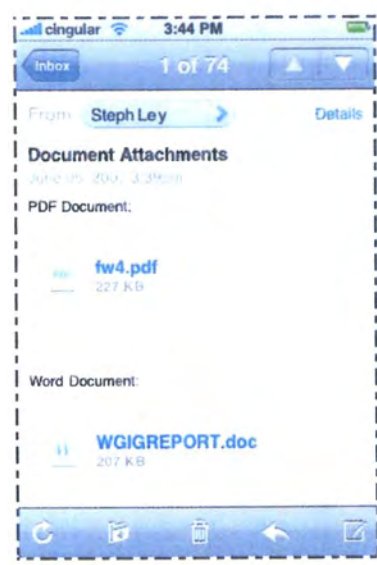 cingular 3:44 PM
Inbox 1 of 74
From Steph Ley Details
Document Attachments
PDF Document:
fw4.pdf
227 KB
Word Document:
WGIGREPORT.doc
207 KB